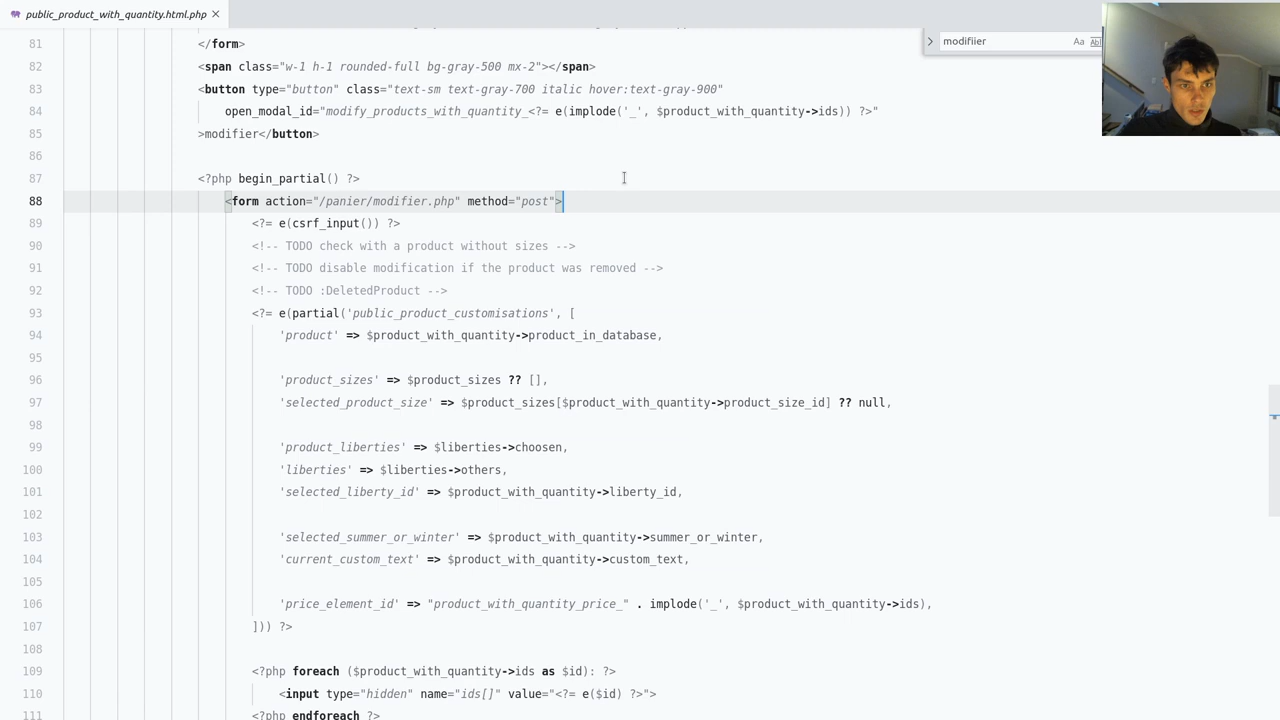 public_product_with_quantity.html.php
modifiier
Aa
Abl
81 </form>
82 <span class="w-1 h-1 rounded-full bg-gray-500 mx-2"></span>
83 <button type="button" class="text-sm text-gray-700 italic hover:text-gray-900"
84 open_modal_id="modify_products_with_quantity_<?= e(implode('_', $product_with_quantity->ids)) ?>"
85 >modifier</button>
86
87 <?php begin_partial() ?>
88 <form action="/panier/modifier.php" method="post">
89 <?= e(csrf_input()) ?>
90 <!-- TODO check with a product without sizes -->
91 <!-- TODO disable modification if the product was removed -->
92 <!-- TODO :DeletedProduct -->
93 <?= e(partial('public_product_customisations', [
94 'product' => $product_with_quantity->product_in_database,
95
96 'product_sizes' => $product_sizes ?? [],
97 'selected_product_size' => $product_sizes[$product_with_quantity->product_size_id] ?? null,
98
99 'product_liberties' => $liberties->choosen,
100 'liberties' => $liberties->others,
101 'selected_liberty_id' => $product_with_quantity->liberty_id,
102
103 'selected_summer_or_winter' => $product_with_quantity->summer_or_winter,
104 'current_custom_text' => $product_with_quantity->custom_text,
105
106 'price_element_id' => "product_with_quantity_price_" . implode('_', $product_with_quantity->ids),
107 ])) ?>
108
109 <?php foreach ($product_with_quantity->ids as $id): ?>
110 <input type="hidden" name="ids[]" value="<?= e($id) ?>">
111 <?php endforeach ?>